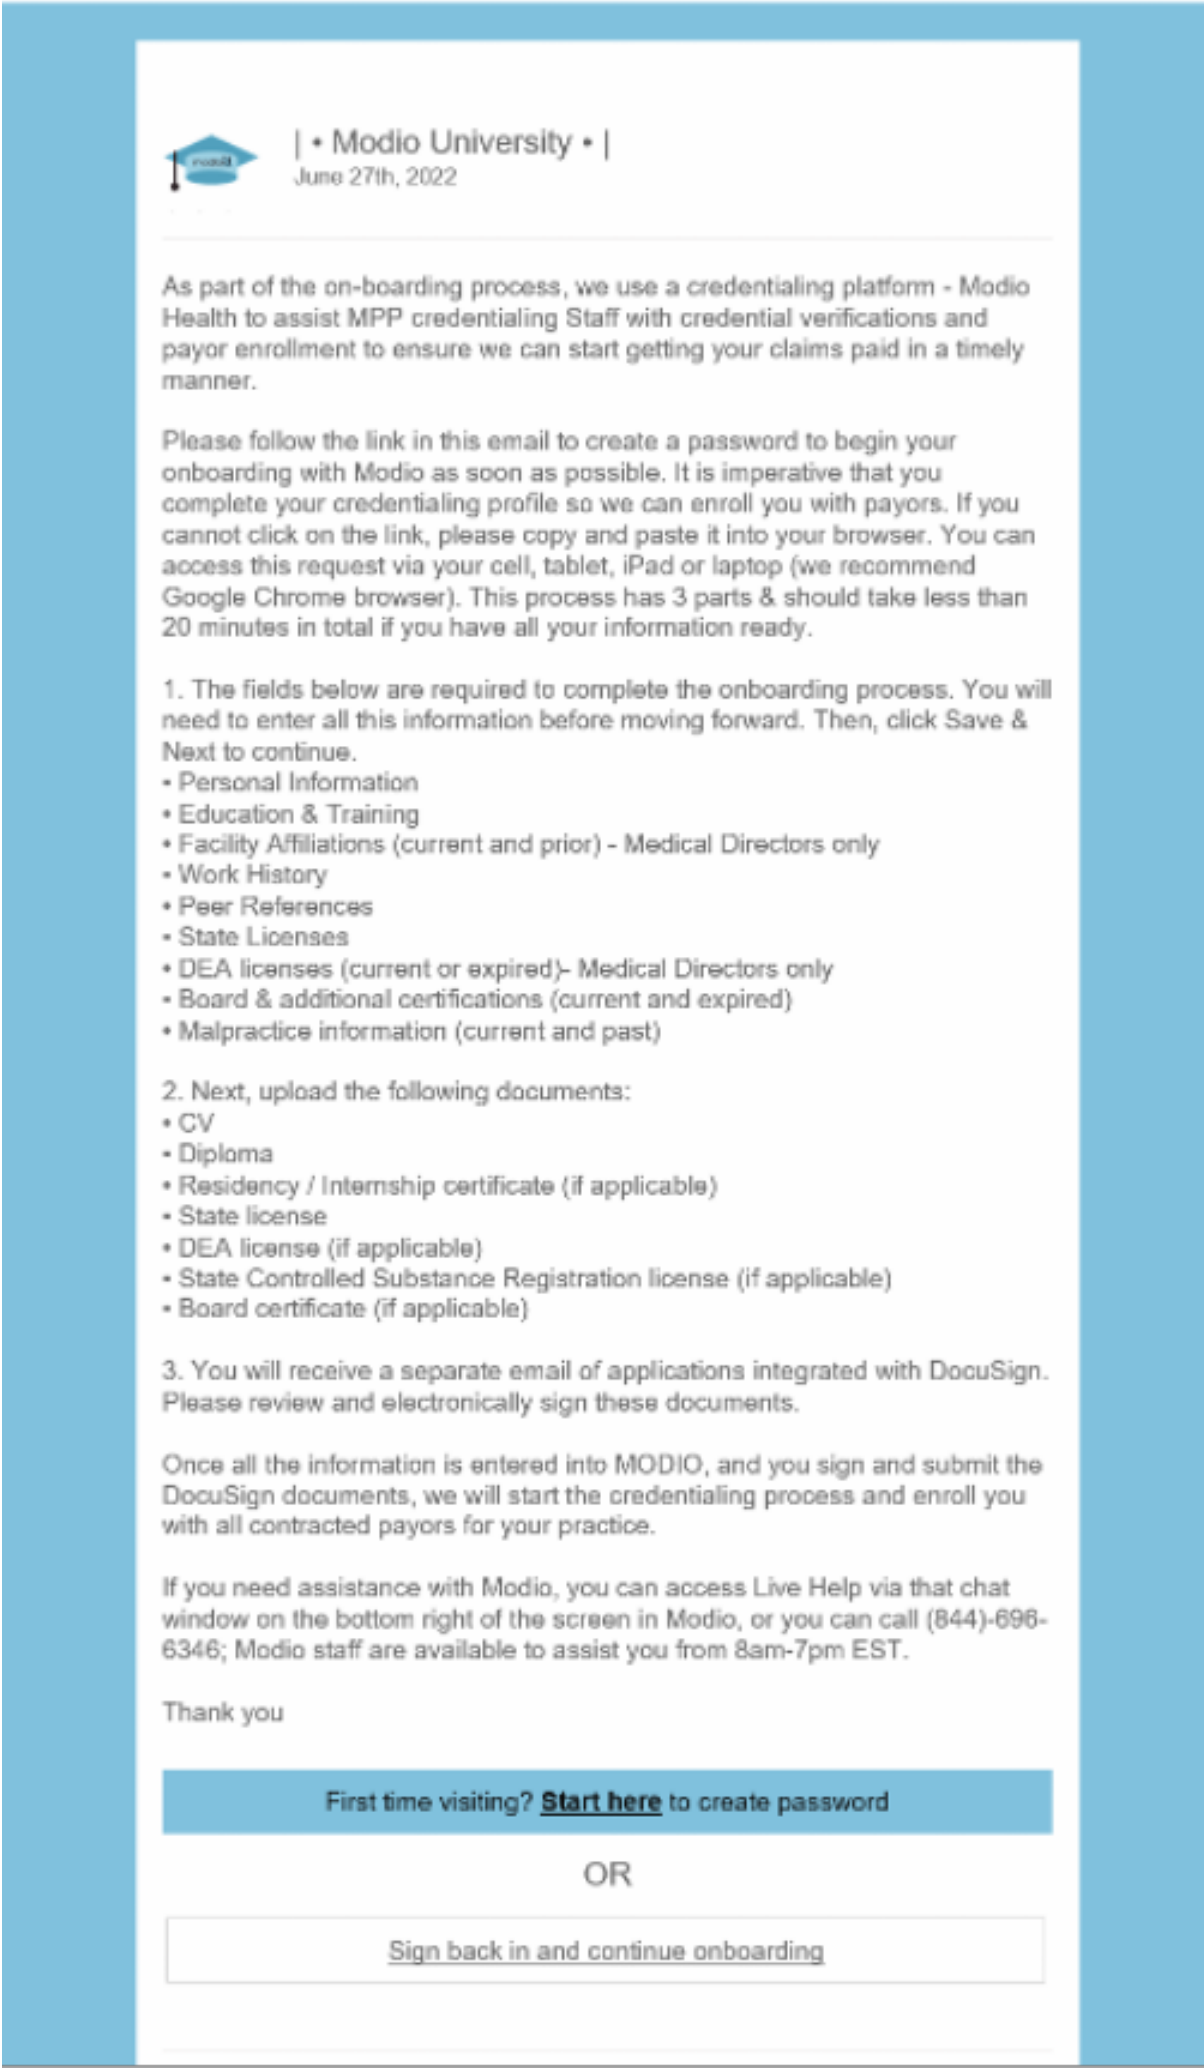 | • Modio University • |
June 27th, 2022
As part of the on-boarding process, we use a credentialing platform - Modio
Health to assist MPP credentialing Staff with credential verifications and
payor enrollment to ensure we can start getting your claims paid in a timely
manner.
Please follow the link in this email to create a password to begin your
onboarding with Modio as soon as possible. It is imperative that you
complete your credentialing profile so we can enroll you with payors. If you
cannot click on the link, please copy and paste it into your browser. You can
access this request via your cell, tablet, iPad or laptop (we recommend
Google Chrome browser). This process has 3 parts & should take less than
20 minutes in total if you have all your information ready.
1. The fields below are required to complete the onboarding process. You will
need to enter all this information before moving forward. Then, click Save &
Next to continue.
• Personal Information
• Education & Training
• Facility Affiliations (current and prior) - Medical Directors only
• Work History
• Peer References
• State Licenses
• DEA licenses (current or expired)- Medical Directors only
• Board & additional certifications (current and expired)
• Malpractice information (current and past)
2. Next, upload the following documents:
• CV
• Diploma
• Residency / Internship certificate (if applicable)
• State license
• DEA license (if applicable)
• State Controlled Substance Registration license (if applicable)
• Board certificate (if applicable)
3. You will receive a separate email of applications integrated with DocuSign.
Please review and electronically sign these documents.
Once all the information is entered into MODIO, and you sign and submit the
DocuSign documents, we will start the credentialing process and enroll you
with all contracted payors for your practice.
If you need assistance with Modio, you can access Live Help via that chat
window on the bottom right of the screen in Modio, or you can call (844)-696-
6346; Modio staff are available to assist you from 8am-7pm EST.
Thank you
First time visiting? Start here to create password
OR
Sign back in and continue onboarding